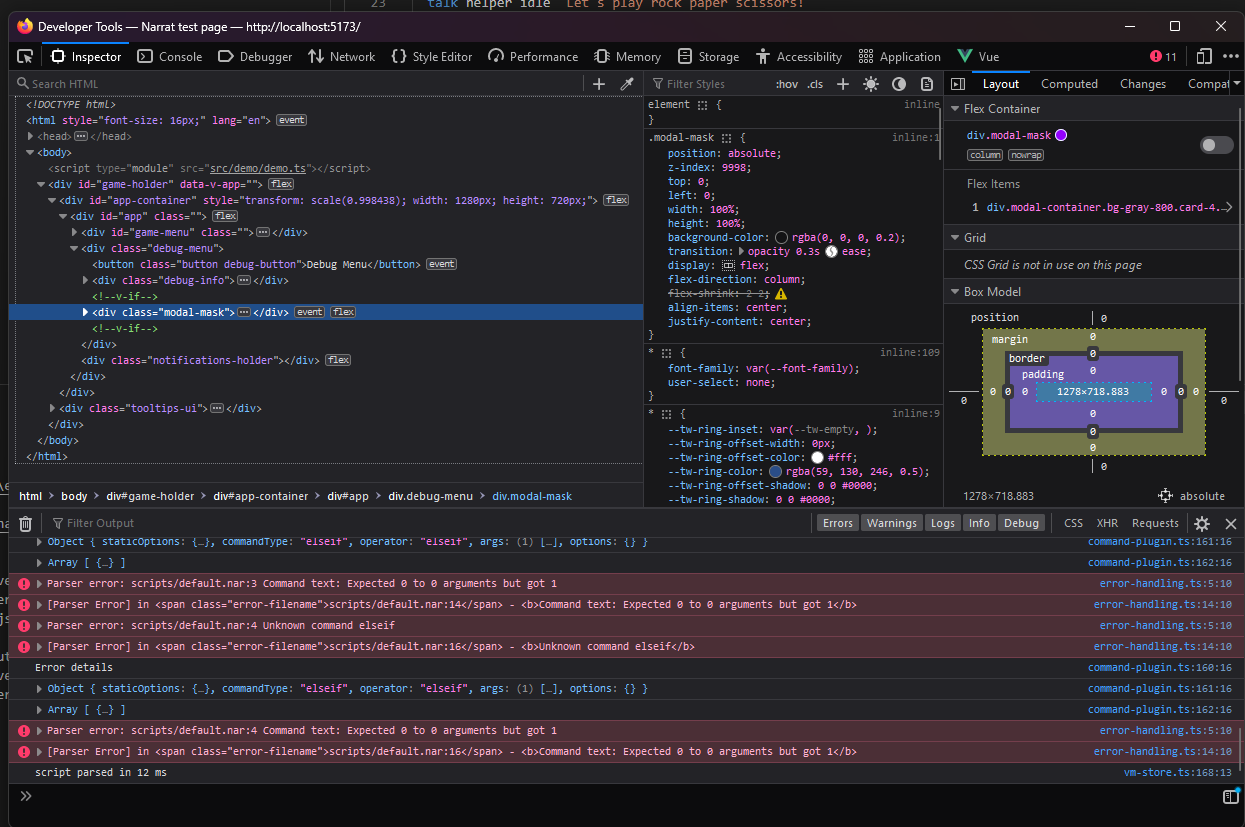 23 talk helper idle "Let's play rock paper scissors!
Developer Tools — Narrat test page — http://localhost:5173/
Inspector Console Debugger Network Style Editor Performance Memory Storage Accessibility Application Vue 11
Search HTML
<!DOCTYPE html>
<html style="font-size: 16px;" lang="en"> event
<head> </head>
<body>
<script type="module" src="src/demo/demo.ts"></script>
<div id="game-holder" data-v-app=""> flex
<div id="app-container" style="transform: scale(0.998438); width: 1280px; height: 720px;"> flex
<div id="app" class=""> flex
<div id="game-menu" class=""> </div>
<div class="debug-menu">
<button class="button debug-button">Debug Menu</button> event
<div class="debug-info"> </div>
<!--v-if-->
<div class="modal-mask"> </div> event flex
<!--v-if-->
</div>
<div class="notifications-holder"></div> flex
</div>
</div>
<div class="tooltips-ui"> </div>
</div>
</body>
</html>
html > body > div#game-holder > div#app-container > div#app > div.debug-menu > div.modal-mask
Filter Styles :hov .cls
element { inline
}
.modal-mask { inline:1
position: absolute;
z-index: 9998;
top: 0;
left: 0;
width: 100%;
height: 100%;
background-color: rgba(0, 0, 0, 0.2);
transition: opacity 0.3s ease;
display: flex;
flex-direction: column;
flex-shrink: 2 2;
align-items: center;
justify-content: center;
}
* { inline:109
font-family: var(--font-family);
user-select: none;
}
* { inline:9
--tw-ring-inset: var(--tw-empty, );
--tw-ring-offset-width: 0px;
--tw-ring-offset-color: #fff;
--tw-ring-color: rgba(59, 130, 246, 0.5);
--tw-ring-offset-shadow: 0 0 #0000;
--tw-ring-shadow: 0 0 #0000;
Layout Computed Changes Compat
Flex Container
div.modal-mask
column nowrap
Flex Items
1 div.modal-container.bg-gray-800.card-4…
Grid
CSS Grid is not in use on this page
Box Model
position 0
margin 0
border 0
padding 0
0 0 0 0 1278×718.883 0 0 0 0
0
0
0
0
1278×718.883 absolute
Filter Output Errors Warnings Logs Info Debug CSS XHR Requests
Object { staticOptions: {…}, commandType: "elseif", operator: "elseif", args: (1) […], options: {} } command-plugin.ts:161:16
Array [ {…} ] command-plugin.ts:162:16
Parser error: scripts/default.nar:3 Command text: Expected 0 to 0 arguments but got 1 error-handling.ts:5:10
[Parser Error] in <span class="error-filename">scripts/default.nar:14</span> - <b>Command text: Expected 0 to 0 arguments but got 1</b> error-handling.ts:14:10
Parser error: scripts/default.nar:4 Unknown command elseif error-handling.ts:5:10
[Parser Error] in <span class="error-filename">scripts/default.nar:16</span> - <b>Unknown command elseif</b> error-handling.ts:14:10
Error details command-plugin.ts:160:16
Object { staticOptions: {…}, commandType: "elseif", operator: "elseif", args: (1) […], options: {} } command-plugin.ts:161:16
Array [ {…} ] command-plugin.ts:162:16
Parser error: scripts/default.nar:4 Command text: Expected 0 to 0 arguments but got 1 error-handling.ts:5:10
[Parser Error] in <span class="error-filename">scripts/default.nar:16</span> - <b>Command text: Expected 0 to 0 arguments but got 1</b> error-handling.ts:14:10
script parsed in 12 ms vm-store.ts:168:13